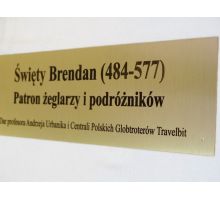 Święty Brendan (484-577)
Patron żeglarzy i podróżników
Dar profesora Andrzeja Urbanika i Centrali Polskich Globtroterów Travelbit